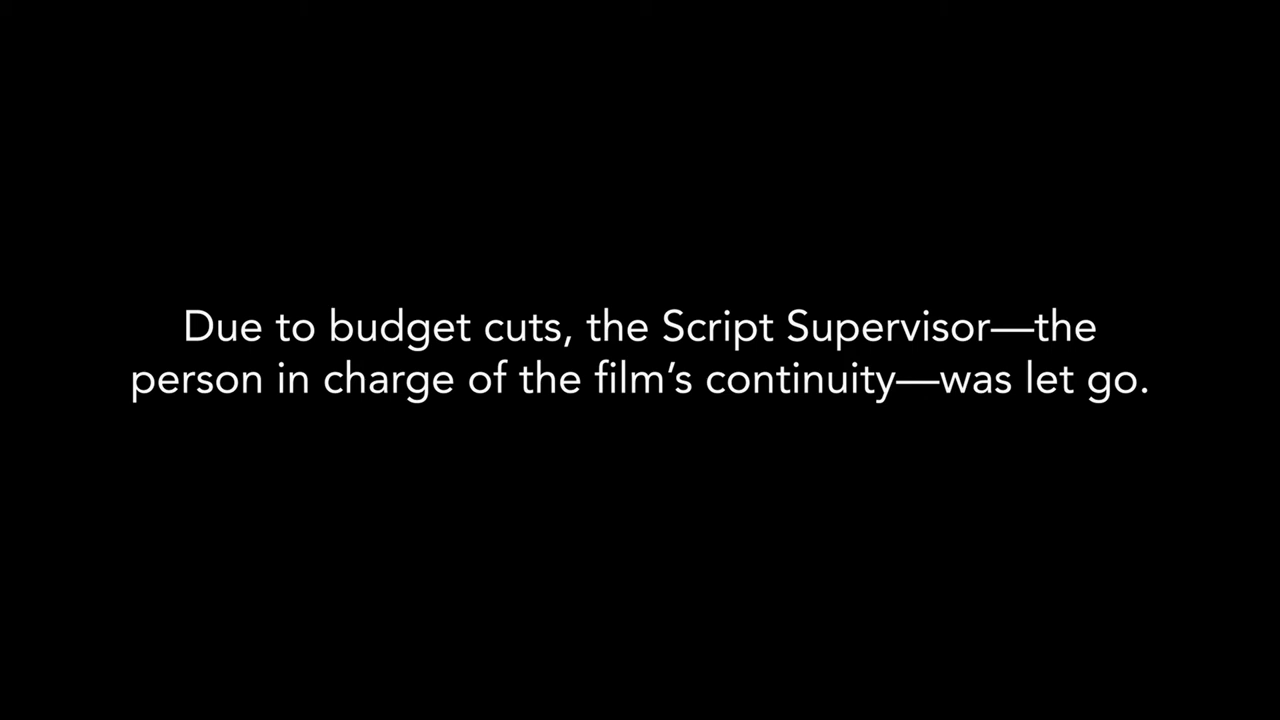 Due to budget cuts, the Script Supervisor—the
person in charge of the film’s continuity—was let go.